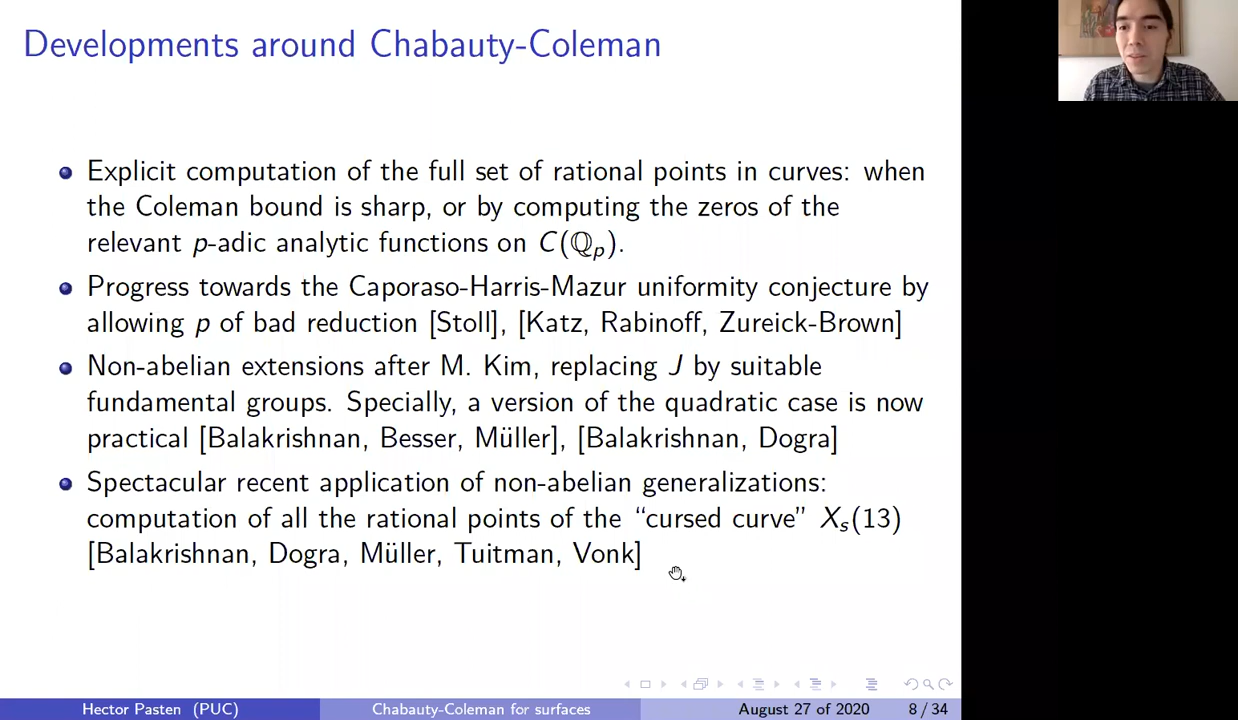 Developments around Chabauty-Coleman
Explicit computation of the full set of rational points in curves: when
the Coleman bound is sharp, or by computing the zeros of the
relevant p-adic analytic functions on C(ℚₚ).
Progress towards the Caporaso-Harris-Mazur uniformity conjecture by
allowing p of bad reduction [Stoll], [Katz, Rabinoff, Zureick-Brown]
Non-abelian extensions after M. Kim, replacing J by suitable
fundamental groups. Specially, a version of the quadratic case is now
practical [Balakrishnan, Besser, Müller], [Balakrishnan, Dogra]
Spectacular recent application of non-abelian generalizations:
computation of all the rational points of the “cursed curve” Xₛ(13)
[Balakrishnan, Dogra, Müller, Tuitman, Vonk]
Hector Pasten (PUC)
Chabauty-Coleman for surfaces
August 27 of 2020
8 / 34